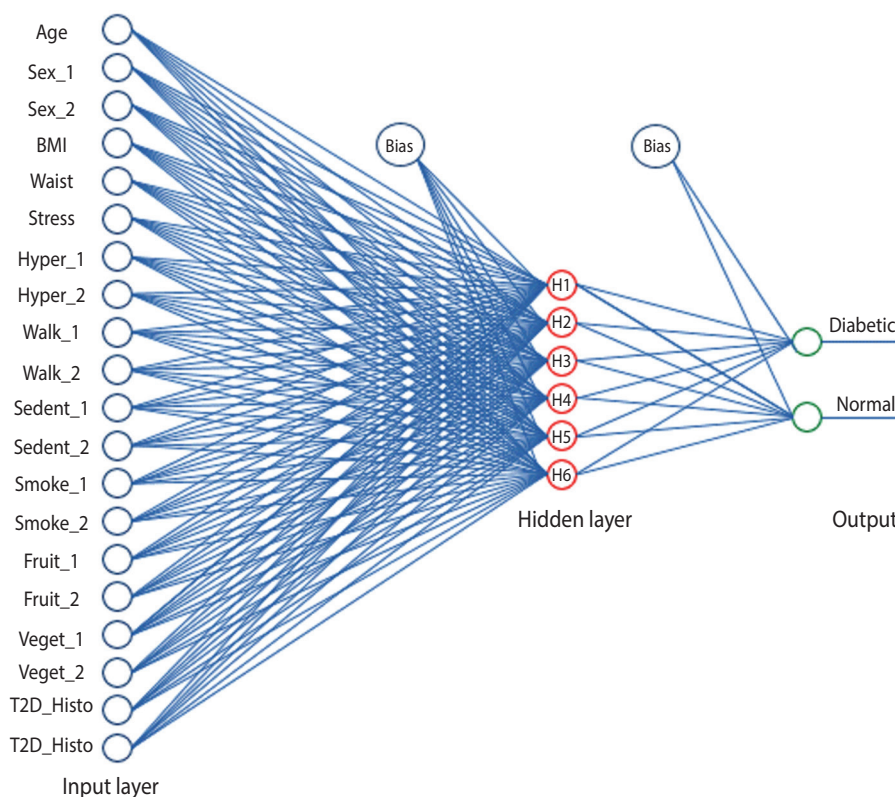 Age
Sex_1
Sex_2
BMI
Waist
Stress
Hyper_1
Hyper_2
Walk_1
Walk_2
Sedent_1
Sedent_2
Smoke_1
Smoke_2
Fruit_1
Fruit_2
Veget_1
Veget_2
T2D_Histo
T2D_Histo
Input layer
Bias
H1
H2
H3
H4
H5
H6
Hidden layer
Bias
Diabetic
Normal
Output